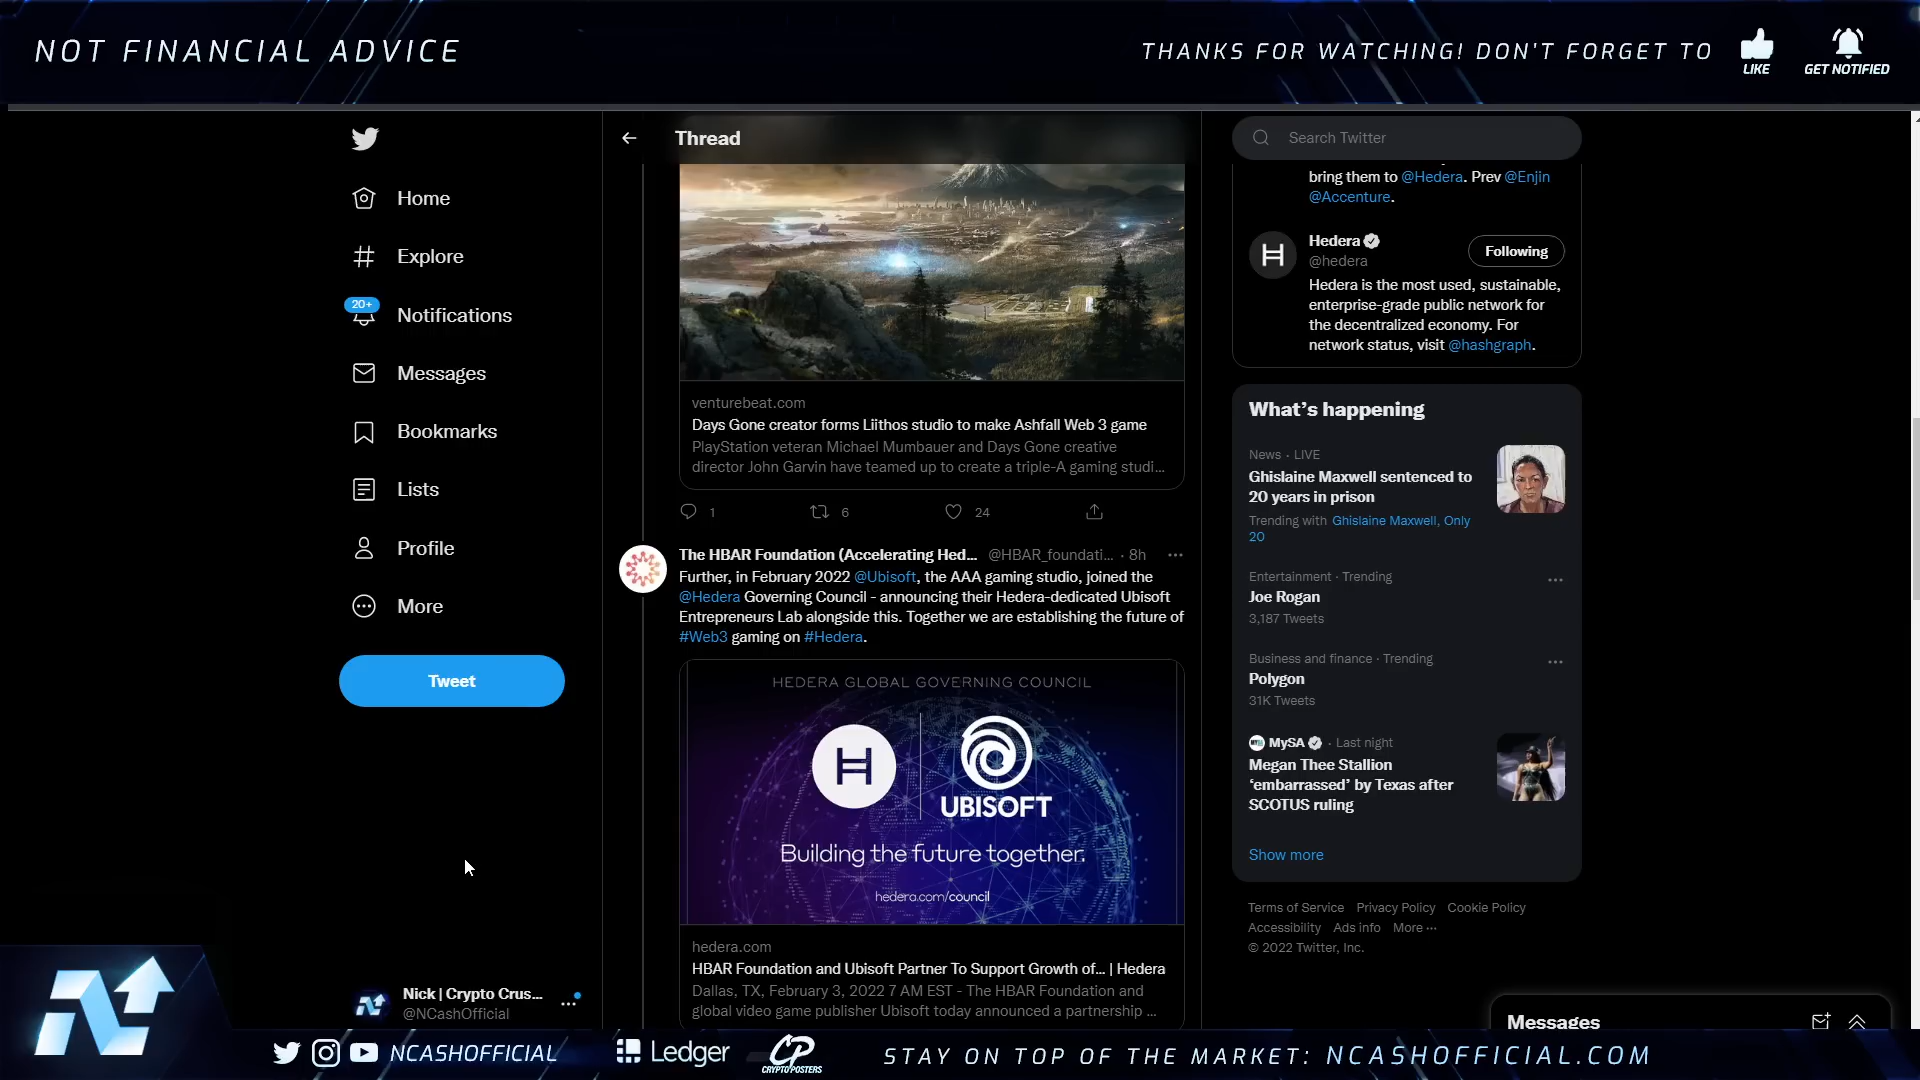 NOT FINANCIAL ADVICE
THANKS FOR WATCHING! DON'T FORGET TO
LIKE
GET NOTIFIED
Home
Explore
20+
Notifications
Messages
Bookmarks
Lists
Profile
More
Tweet
Nick | Crypto Crus...
@NCashOfficial
Thread
venturebeat.com
Days Gone creator forms Liithos studio to make Ashfall Web 3 game
PlayStation veteran Michael Mumbauer and Days Gone creative
director John Garvin have teamed up to create a triple-A gaming studi...
1
6
24
The HBAR Foundation (Accelerating Hed... @HBAR_foundati... · 8h
Further, in February 2022 @Ubisoft, the AAA gaming studio, joined the
@Hedera Governing Council - announcing their Hedera-dedicated Ubisoft
Entrepreneurs Lab alongside this. Together we are establishing the future of
#Web3 gaming on #Hedera.
HEDERA GLOBAL GOVERNING COUNCIL
UBISOFT
Building the future together.
hedera.com/council
hedera.com
HBAR Foundation and Ubisoft Partner To Support Growth of... | Hedera
Dallas, TX, February 3, 2022 7 AM EST - The HBAR Foundation and
global video game publisher Ubisoft today announced a partnership ...
Search Twitter
bring them to @Hedera. Prev @Enjin
@Accenture.
Hedera
@hedera
Following
Hedera is the most used, sustainable,
enterprise-grade public network for
the decentralized economy. For
network status, visit @hashgraph.
What's happening
News · LIVE
Ghislaine Maxwell sentenced to
20 years in prison
Trending with Ghislaine Maxwell, Only
20
Entertainment · Trending
Joe Rogan
3,187 Tweets
Business and finance · Trending
Polygon
31K Tweets
MySA · Last night
Megan Thee Stallion
‘embarrassed’ by Texas after
SCOTUS ruling
Show more
Terms of Service Privacy Policy Cookie Policy
Accessibility Ads info More ···
© 2022 Twitter, Inc.
Messages
NCASHOFFICIAL
Ledger
CP
CRYPTOPOSTERS
STAY ON TOP OF THE MARKET: NCASHOFFICIAL.COM